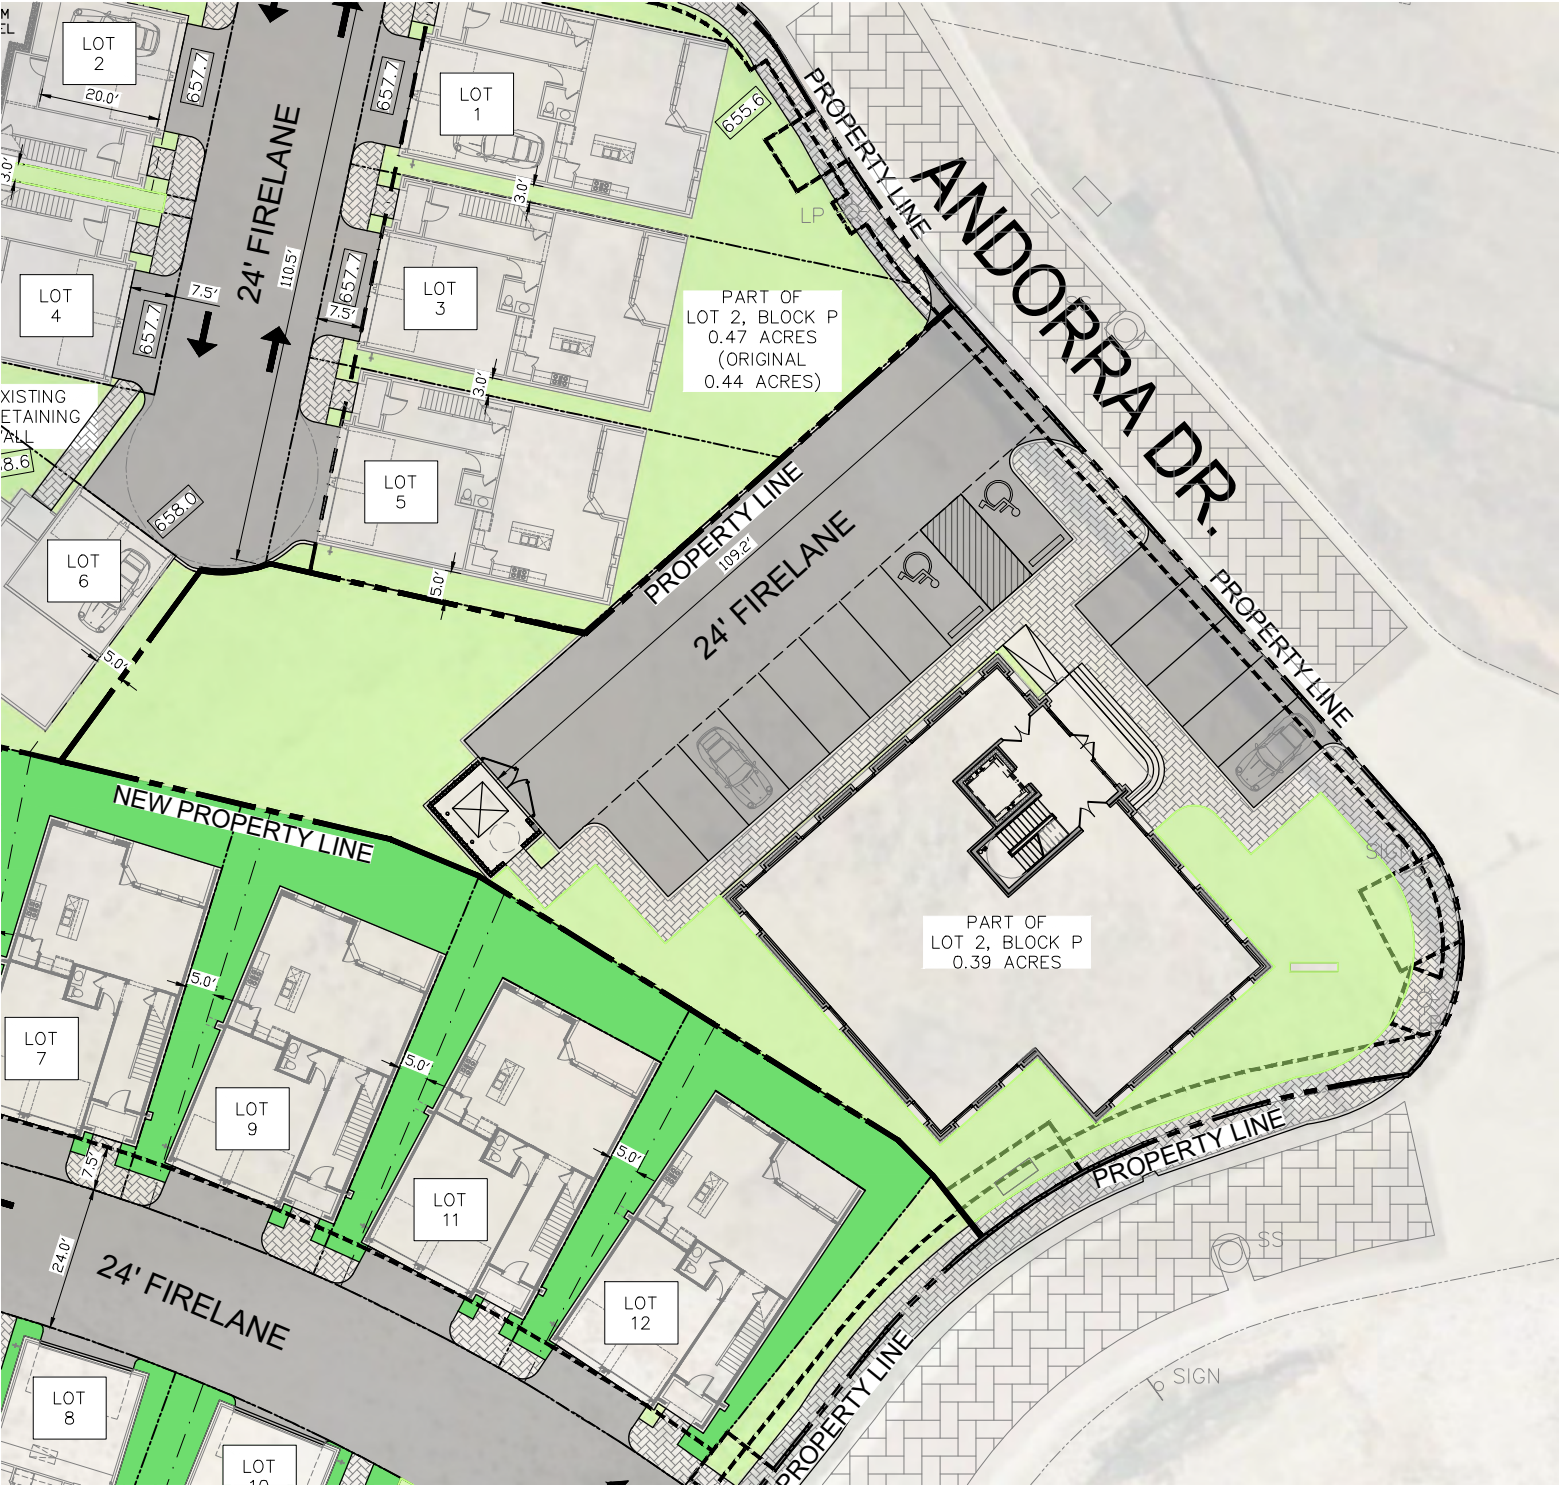 M
EL
LOT
2
20.0'
657.7
657.7
LOT
1
655.6
PROPERTY LINE
ANDORRA DR.
24' FIRELANE
110.5'
3.0'
3.0'
LP
LOT
4
7.5'
657.7
657.7
7.5'
LOT
3
PART OF
LOT 2, BLOCK P
0.47 ACRES
(ORIGINAL
0.44 ACRES)
3.0'
XISTING
ETAINING
ALL
8.6
658.0
LOT
5
PROPERTY LINE
109.2'
24' FIRELANE
LOT
6
5.0'
5.0'
PROPERTY LINE
NEW PROPERTY LINE
SIGN
PART OF
LOT 2, BLOCK P
0.39 ACRES
5.0'
LOT
7
5.0'
LOT
9
5.0'
LOT
11
7.5'
PROPERTY LINE
SS
24.0'
24' FIRELANE
LOT
12
PROPERTY LINE
SIGN
LOT
8
LOT
10